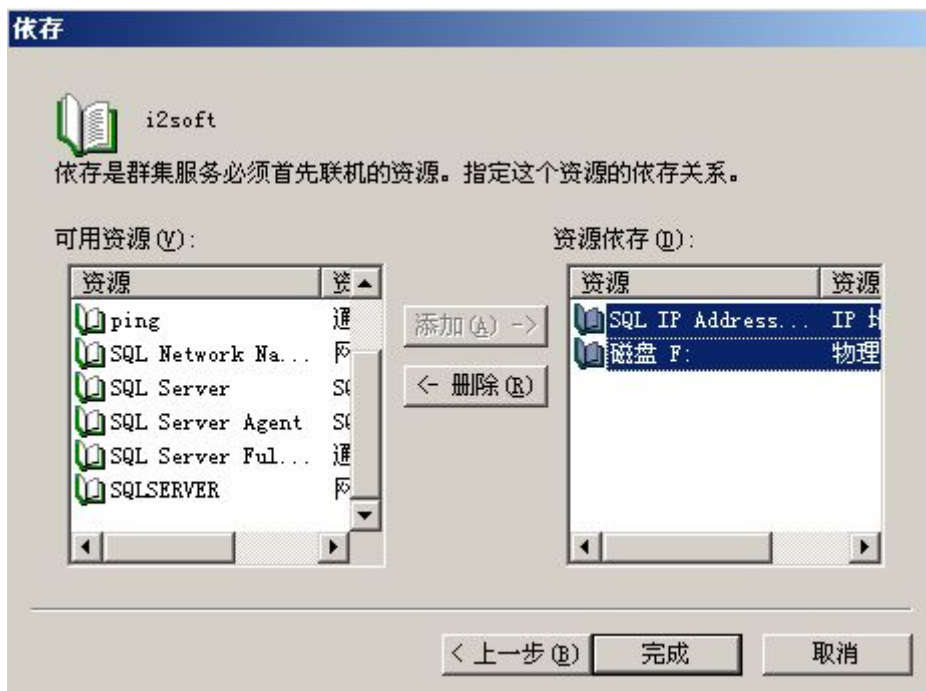 依存
i2soft
依存是群集服务必须首先联机的资源。指定这个资源的依存关系。
可用资源(V):
资源依存(D):
资源
资源
资源
ping
SQL Network Na...
SQL Server
SQL Server Agent
SQL Server Ful...
SQLSERVER
添加(A) ->
<- 删除(R)
SQL IP Address... IP
磁盘 F: 物理
< 上一步(B)
完成
取消